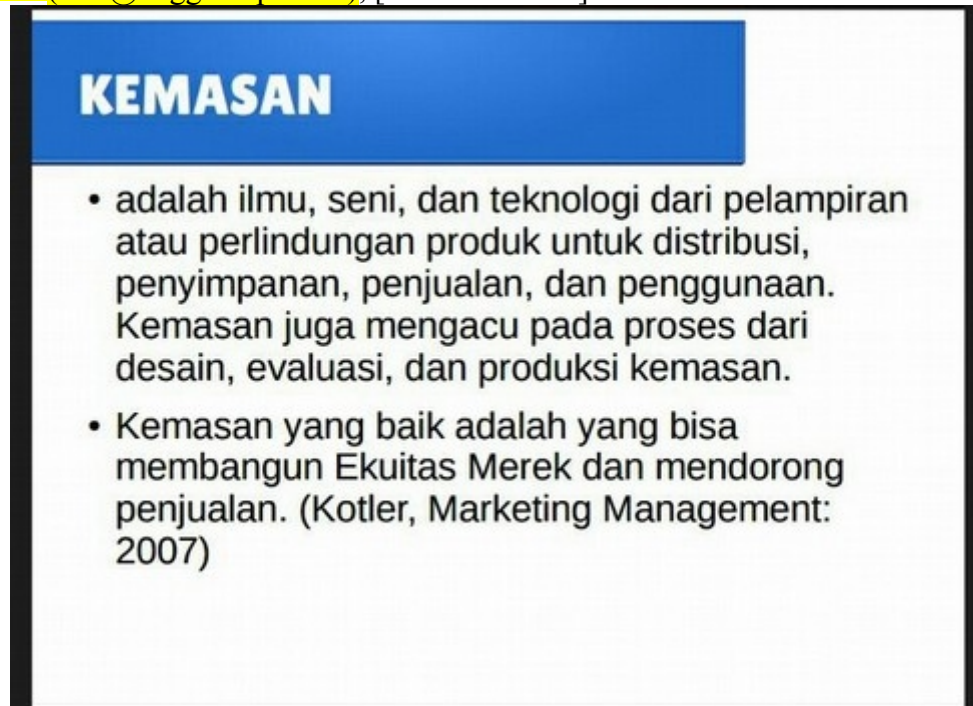 KEMASAN
• adalah ilmu, seni, dan teknologi dari pelampiran
atau perlindungan produk untuk distribusi,
penyimpanan, penjualan, dan penggunaan.
Kemasan juga mengacu pada proses dari
desain, evaluasi, dan produksi kemasan.
• Kemasan yang baik adalah yang bisa
membangun Ekuitas Merek dan mendorong
penjualan. (Kotler, Marketing Management:
2007)